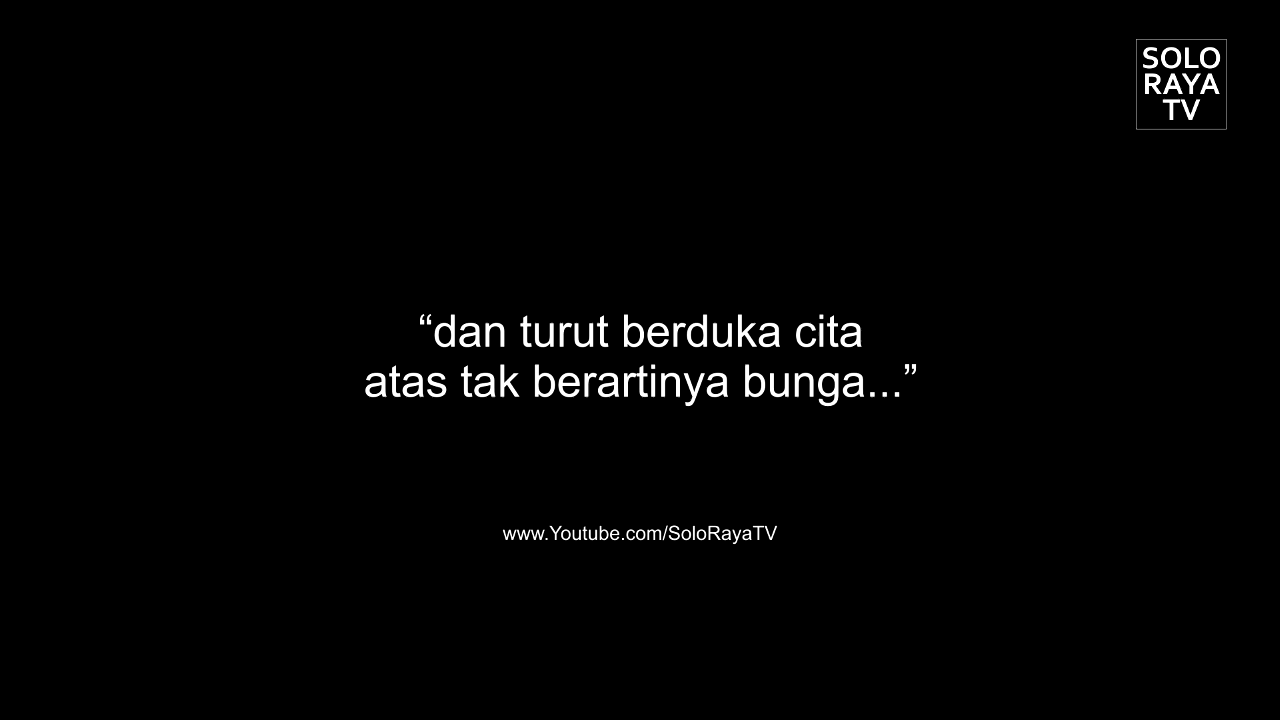 SOLO
RAYA
TV
“dan turut berduka cita
atas tak berartinya bunga...”
www.Youtube.com/SoloRayaTV